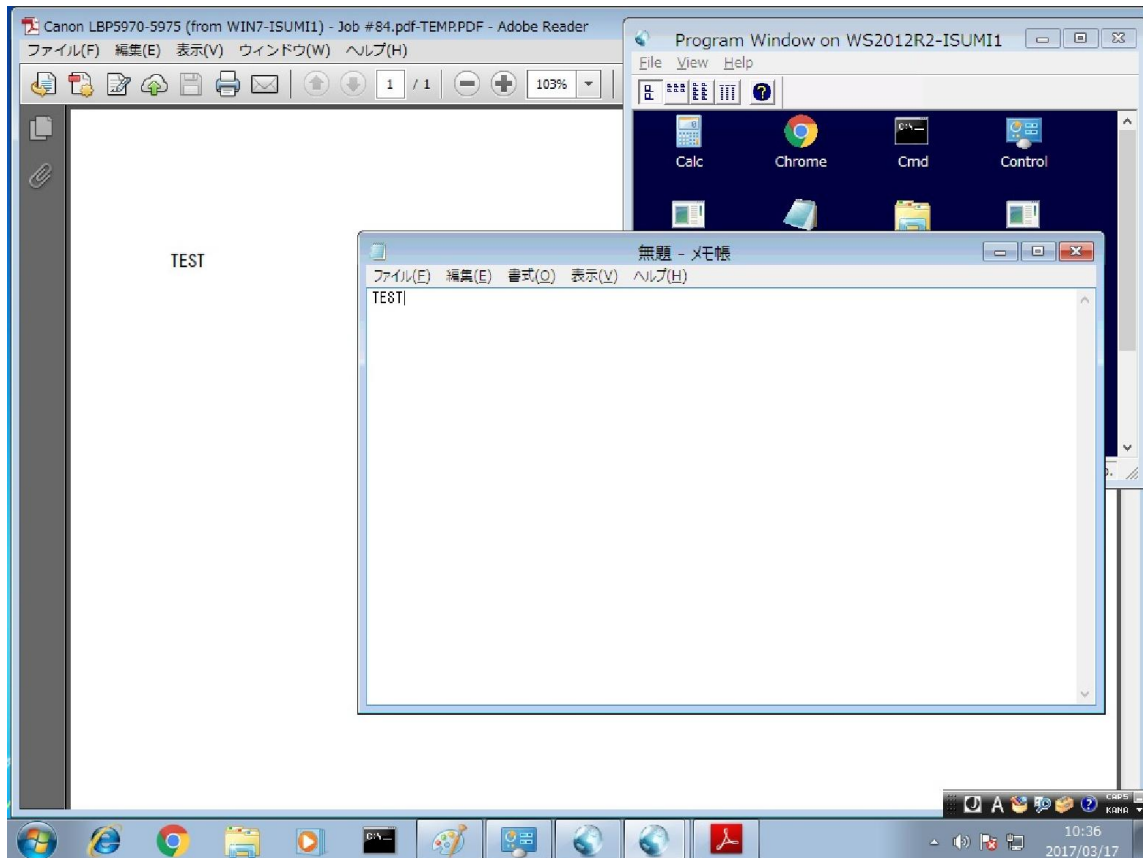 Canon LBP5970-5975 (from WIN7-ISUMI1) - Job #84.pdf-TEMP.PDF - Adobe Reader
ファイル(F) 編集(E) 表示(V) ウィンドウ(W) ヘルプ(H)
1 / 1 103%
Program Window on WS2012R2-ISUMI1
File View Help
Calc Chrome Cmd Control
TEST
無題 - メモ帳
ファイル(F) 編集(E) 書式(O) 表示(V) ヘルプ(H)
TEST
A CAPS
KANA
10:36
2017/03/17